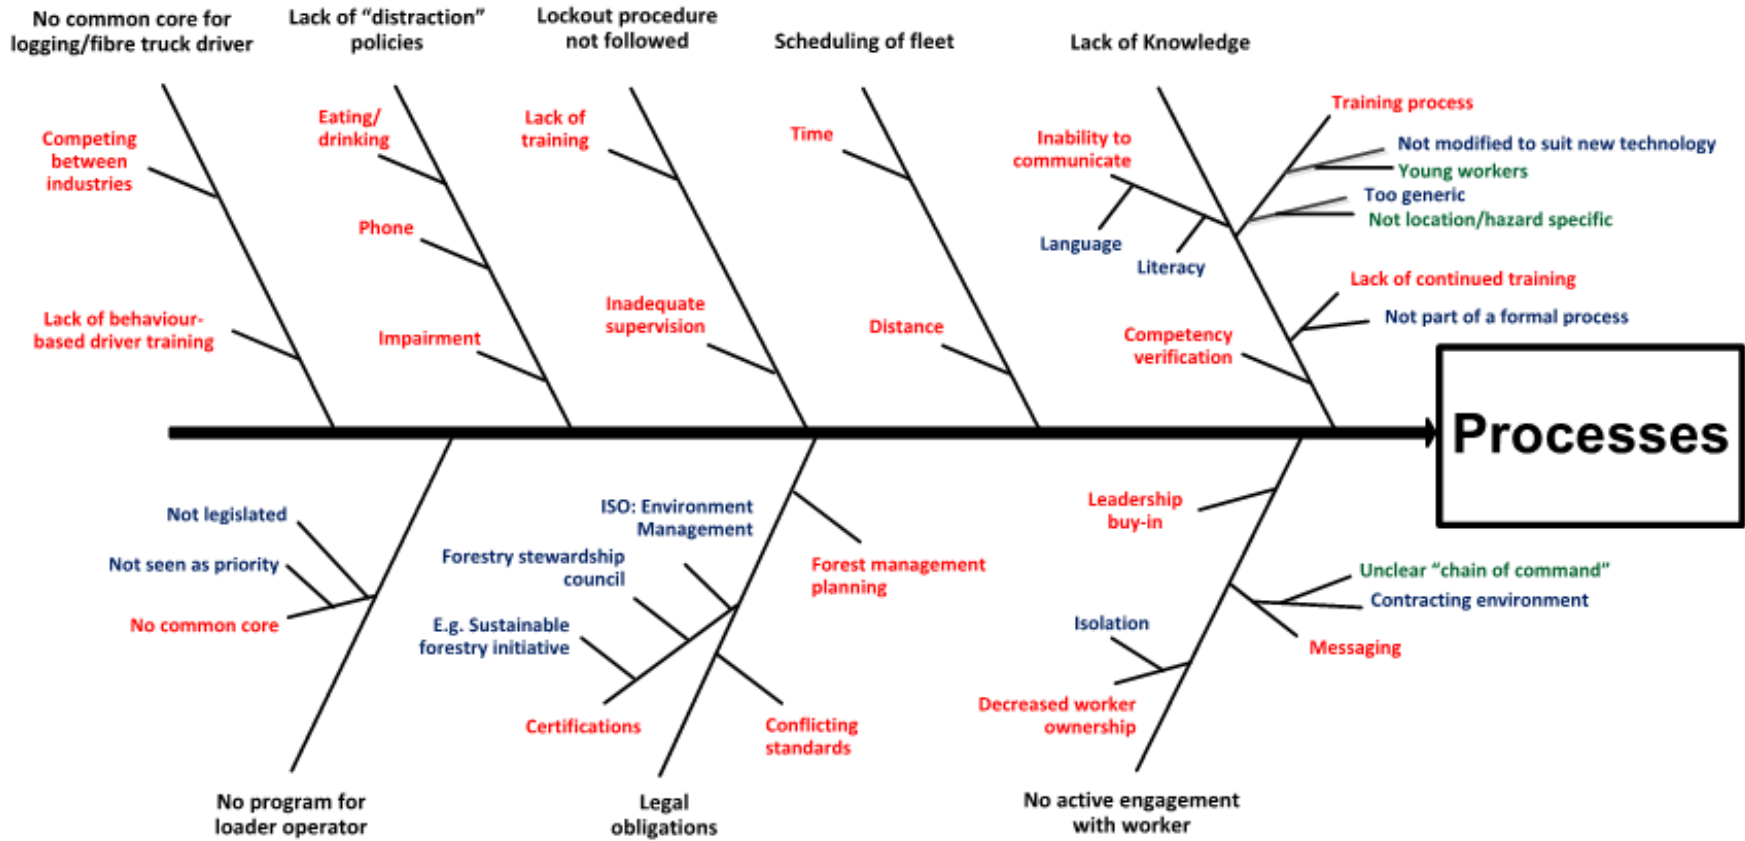 No common core for
logging/fibre truck driver
Lack of “distraction”
policies
Lockout procedure
not followed
Scheduling of fleet
Lack of Knowledge
Competing
between
industries
Lack of behaviour-
based driver training
Eating/
drinking
Phone
Impairment
Lack of
training
Inadequate
supervision
Time
Distance
Inability to
communicate
Language
Literacy
Competency
verification
Training process
Not modified to suit new technology
Young workers
Too generic
Not location/hazard specific
Lack of continued training
Not part of a formal process
Processes
Not legislated
Not seen as priority
No common core
No program for
loader operator
ISO: Environment
Management
Forestry stewardship
council
E.g. Sustainable
forestry initiative
Certifications
Forest management
planning
Conflicting
standards
Legal
obligations
Leadership
buy-in
Unclear “chain of command”
Contracting environment
Messaging
Isolation
Decreased worker
ownership
No active engagement
with worker